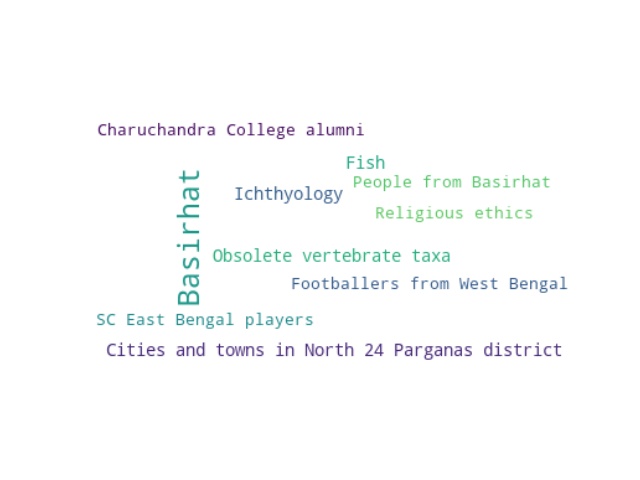 Charuchandra College alumni
Fish
People from Basirhat
Ichthyology
Religious ethics
Basirhat
Obsolete vertebrate taxa
Footballers from West Bengal
SC East Bengal players
Cities and towns in North 24 Parganas district